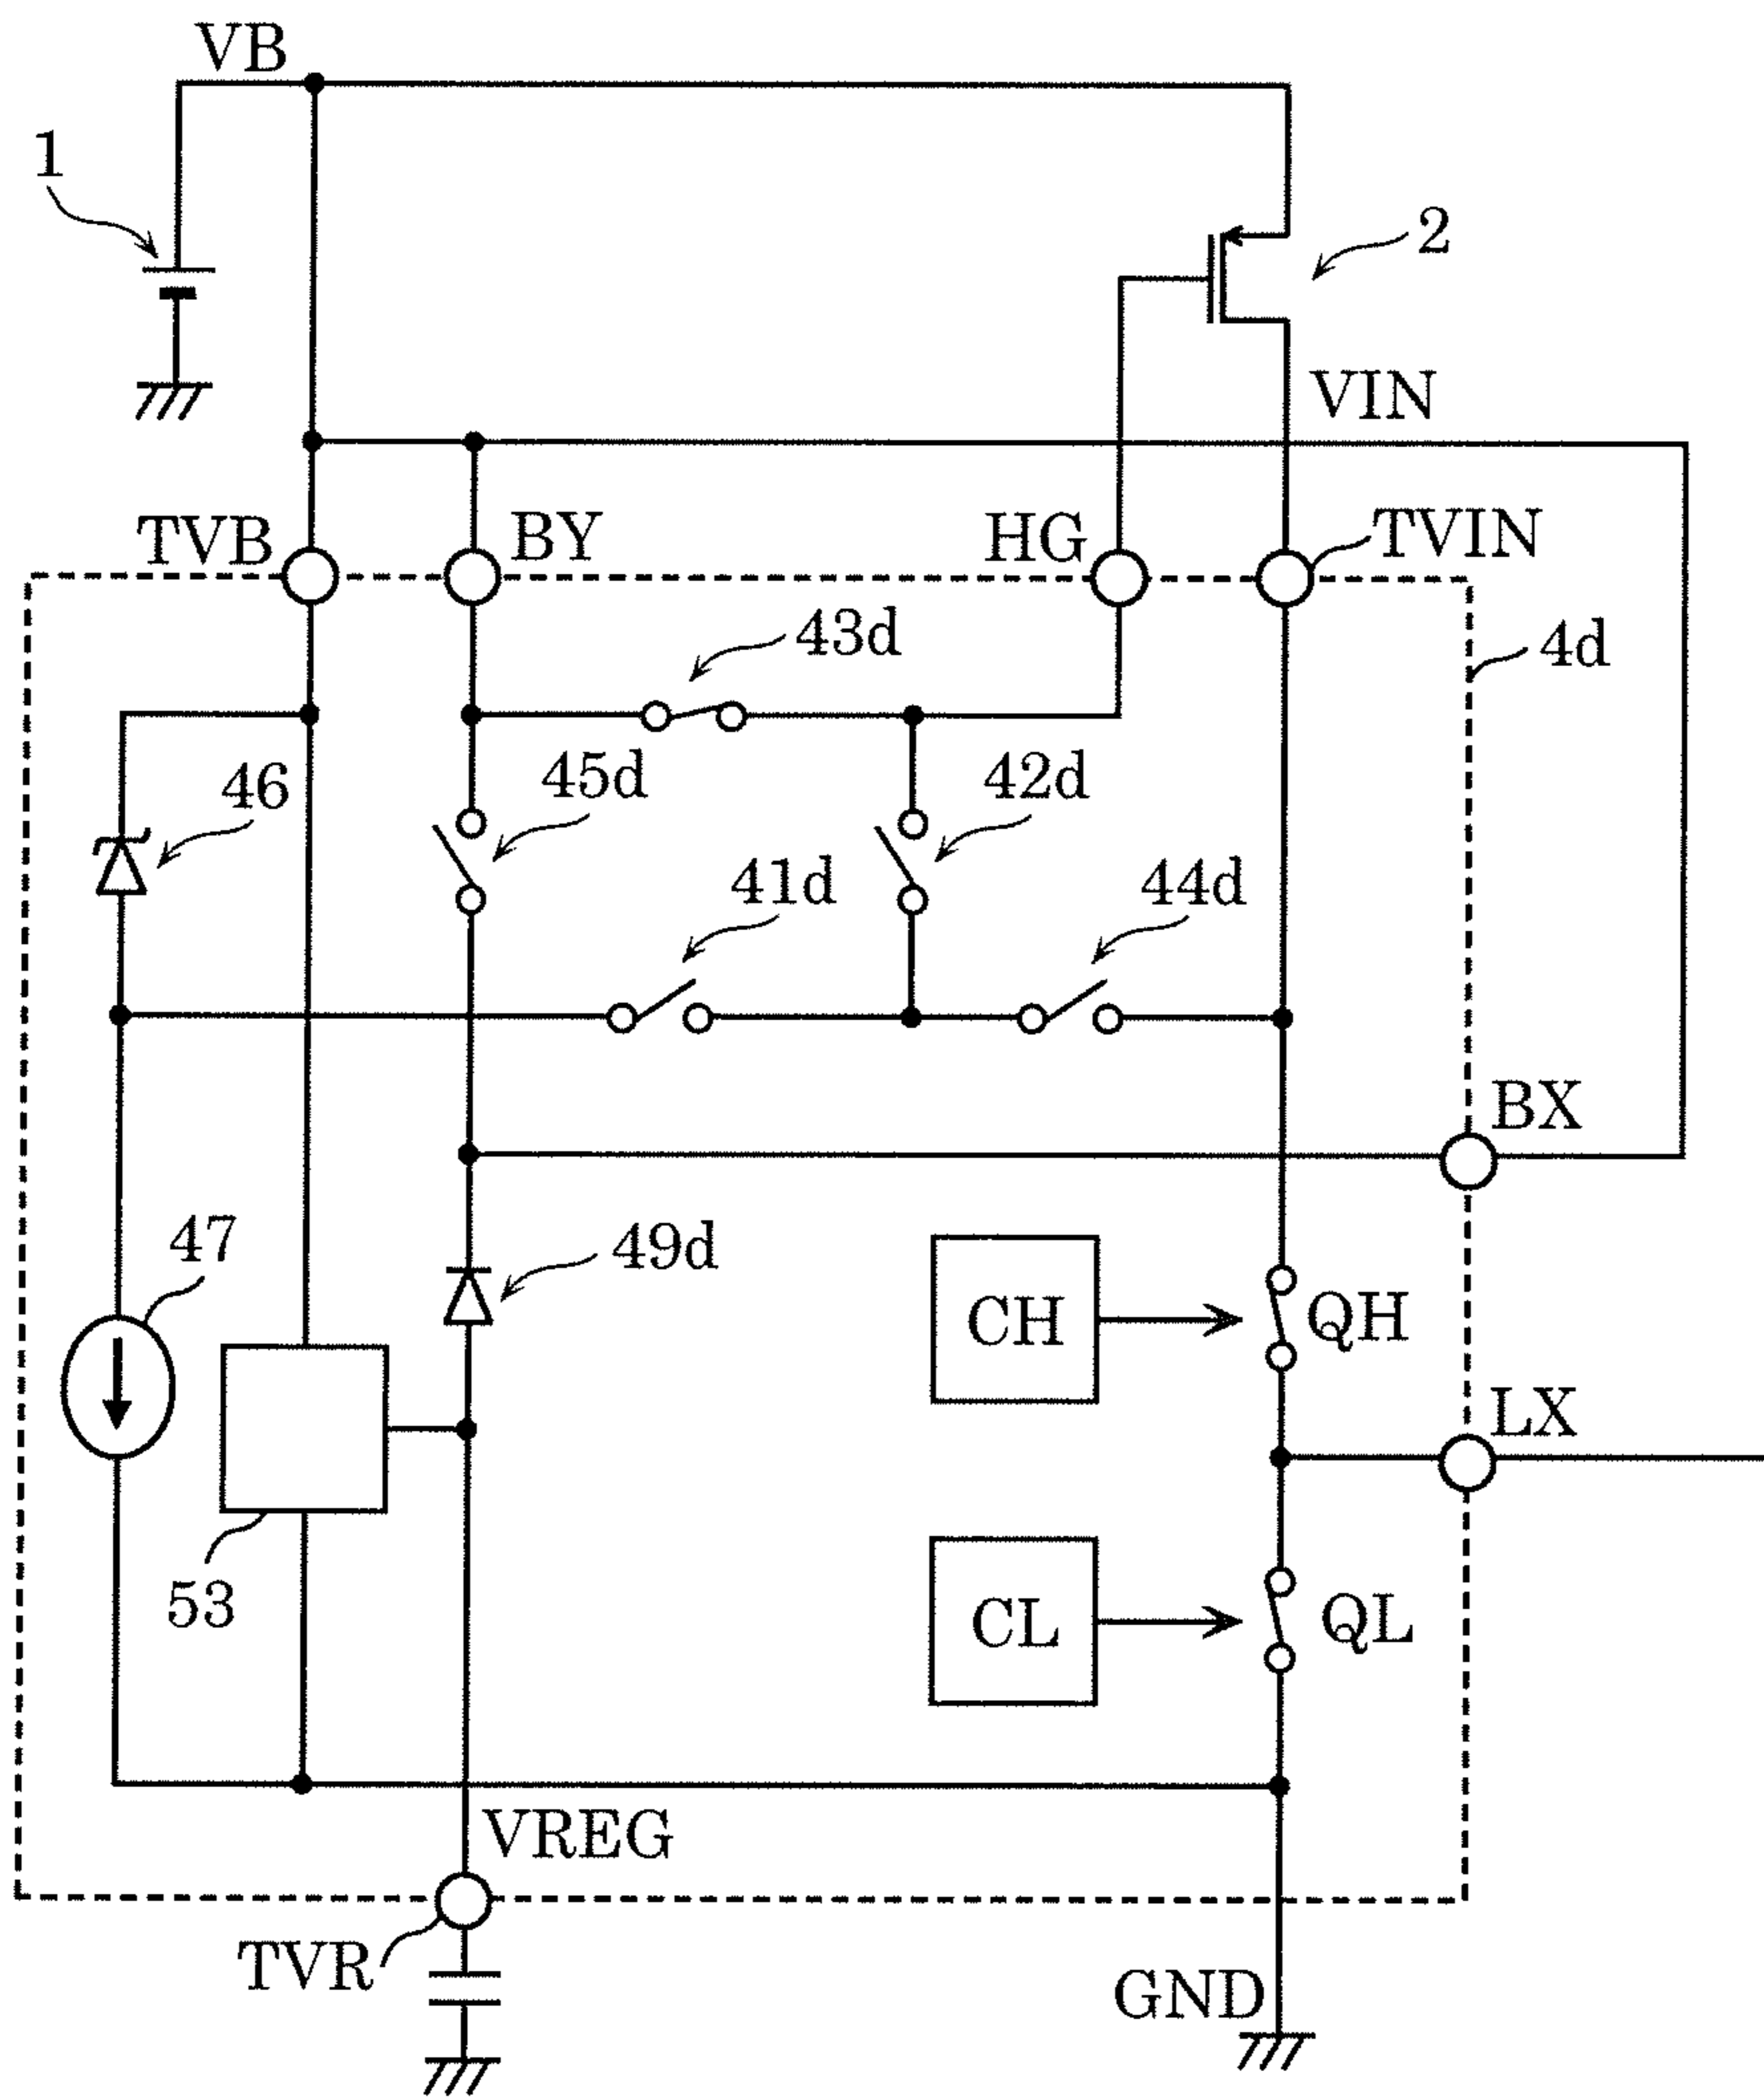 VB
1
2
VIN
TVB
BY
HG
TVIN
43d
4d
46
45d
42d
41d
44d
BX
47
49d
CH
QH
LX
53
CL
QL
VREG
TVR
GND